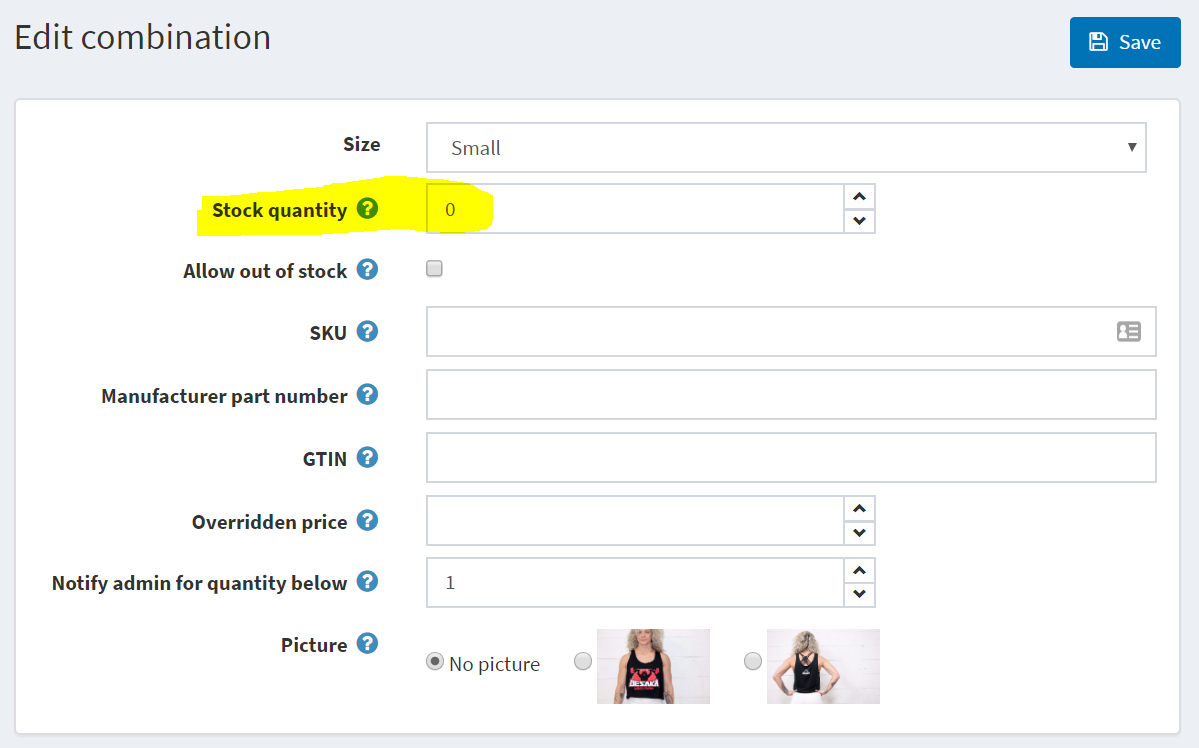 Edit combination
Save
Size
Small
Stock quantity ?
0
Allow out of stock ?
SKU ?
Manufacturer part number ?
GTIN ?
Overridden price ?
Notify admin for quantity below ?
1
Picture ?
No picture
DESAKA